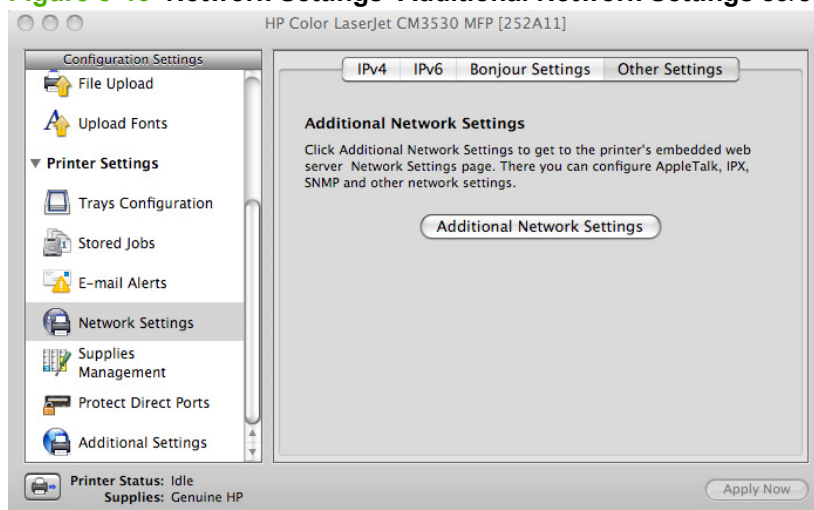 HP Color LaserJet CM3530 MFP [252A11]
Configuration Settings
File Upload
Upload Fonts
Printer Settings
Trays Configuration
Stored Jobs
E-mail Alerts
Network Settings
Supplies
Management
Protect Direct Ports
Additional Settings
IPv4 IPv6 Bonjour Settings Other Settings
Additional Network Settings
Click Additional Network Settings to get to the printer's embedded web
server Network Settings page. There you can configure AppleTalk, IPX,
SNMP and other network settings.
Additional Network Settings
Printer Status: Idle
Supplies: Genuine HP
Apply Now